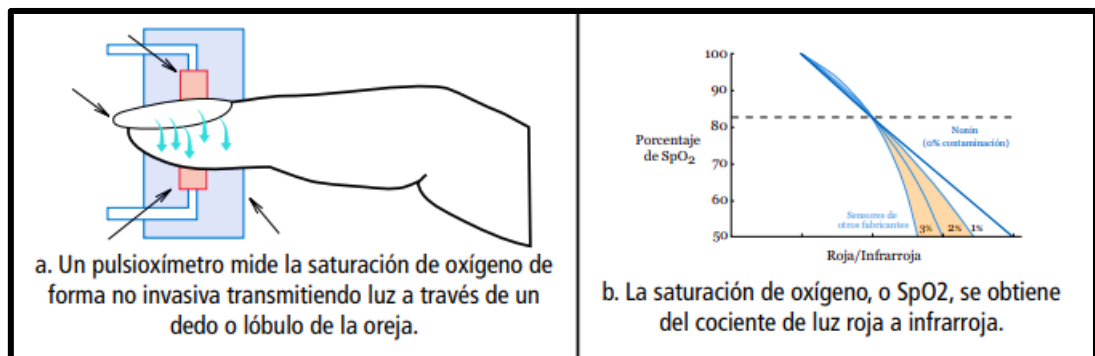 a. Un pulsioxímetro mide la saturación de oxígeno de
forma no invasiva transmitiendo luz a través de un
dedo o lóbulo de la oreja.
100
90
80
70
60
50
Porcentaje
de SpO2
Nonin
(0% contaminación)
Sensores de
otros fabricantes
3% 2% 1%
Roja/Infrarroja
b. La saturación de oxígeno, o SpO2, se obtiene
del cociente de luz roja a infrarroja.